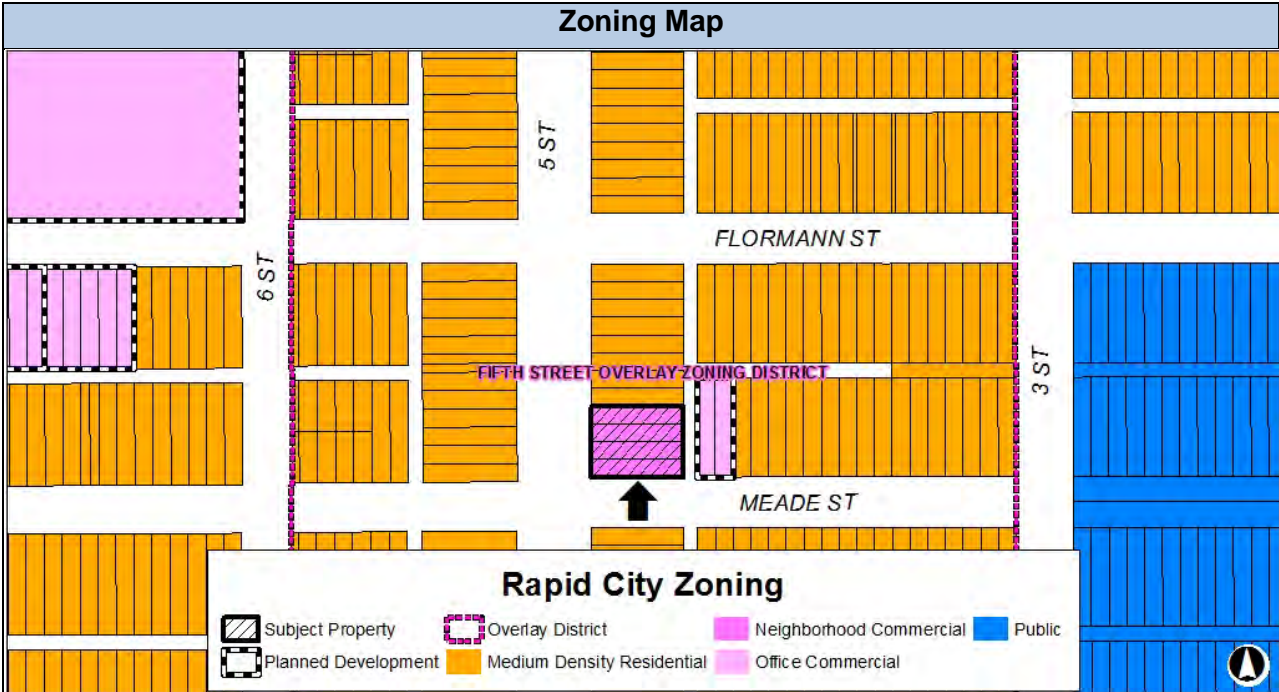 Zoning Map
5 ST
FLORMANN ST
6 ST
FIFTH STREET OVERLAY ZONING DISTRICT
3 ST
MEADE ST
Rapid City Zoning
Subject Property
Overlay District
Neighborhood Commercial
Public
Planned Development
Medium Density Residential
Office Commercial